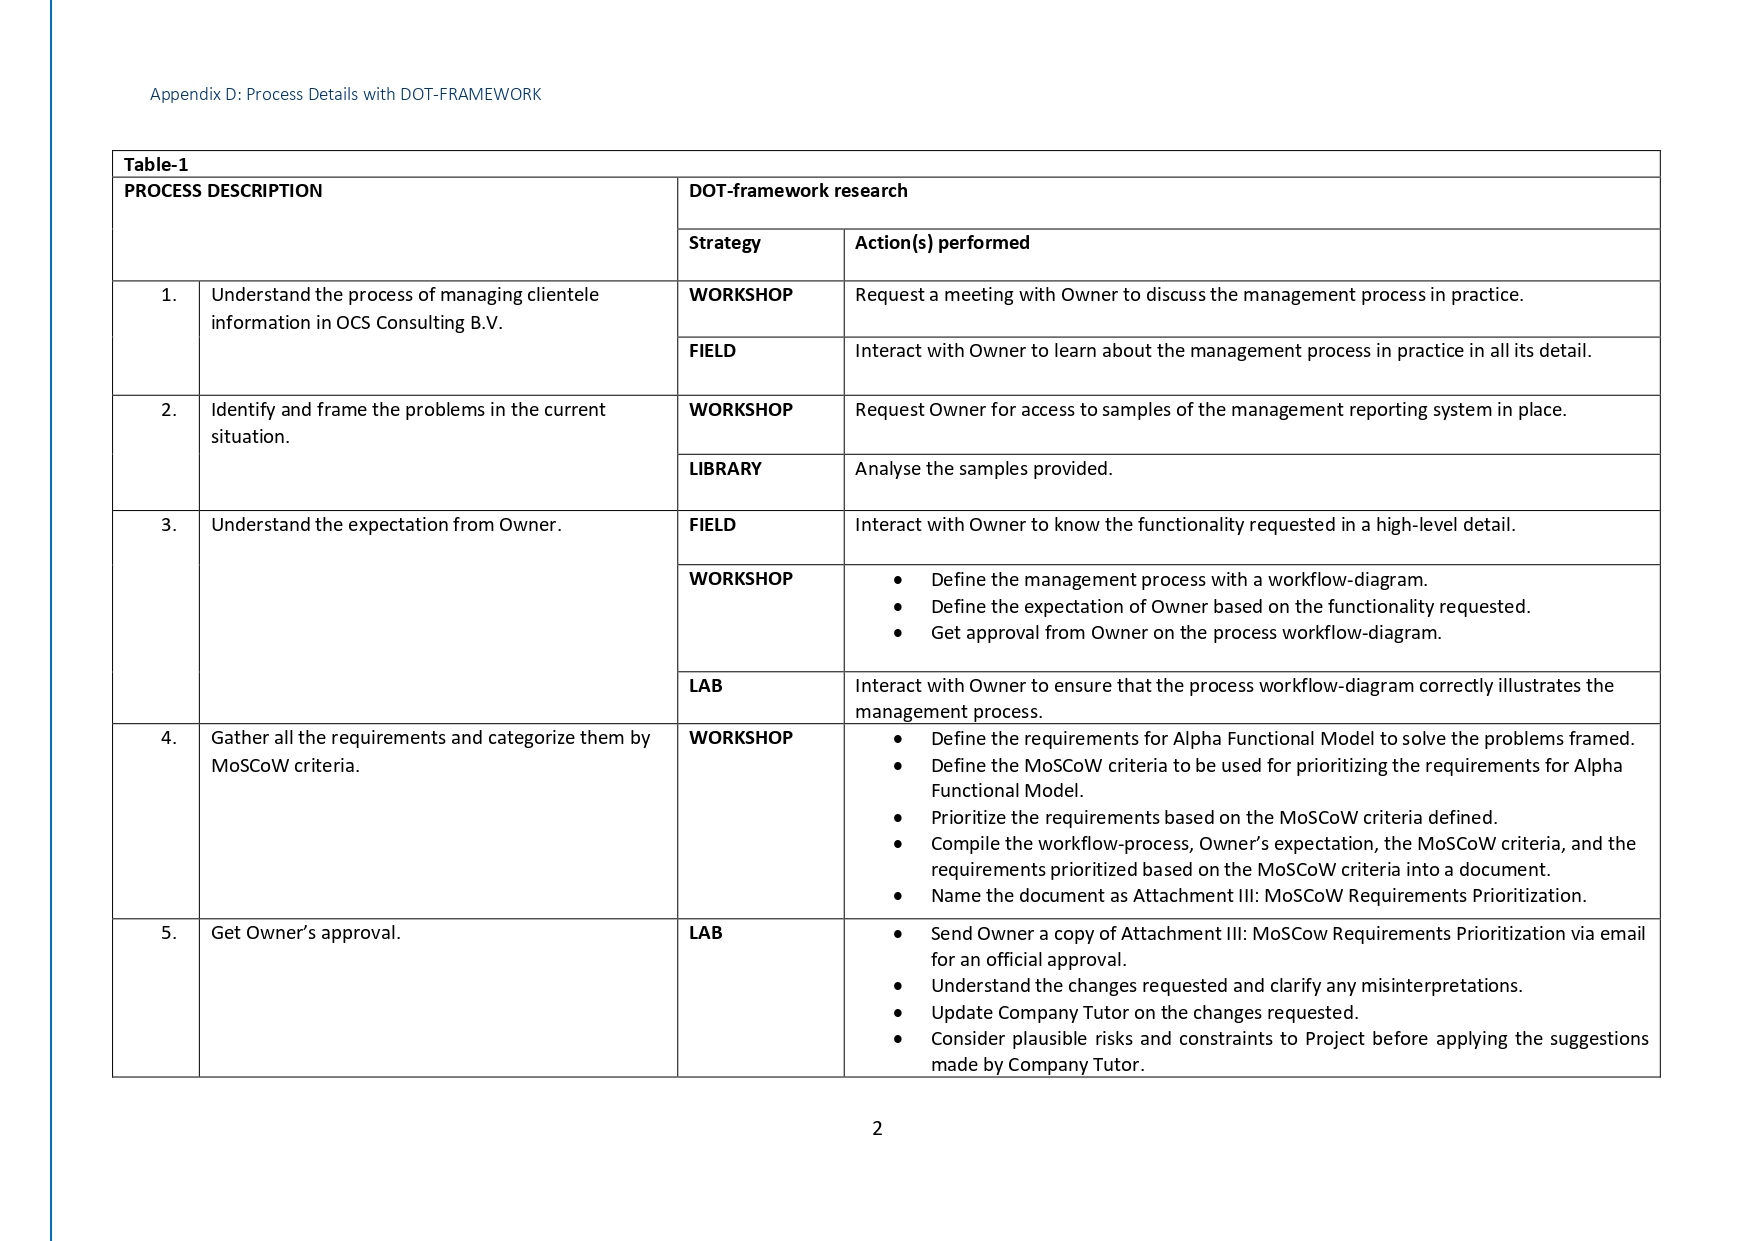 Appendix D: Process Details with DOT-FRAMEWORK
Table-1
PROCESS DESCRIPTION
DOT-framework research
Strategy
Action(s) performed
1.
Understand the process of managing clientele
information in OCS Consulting B.V.
WORKSHOP
Request a meeting with Owner to discuss the management process in practice.
FIELD
Interact with Owner to learn about the management process in practice in all its detail.
2.
Identify and frame the problems in the current
situation.
WORKSHOP
Request Owner for access to samples of the management reporting system in place.
LIBRARY
Analyse the samples provided.
3.
Understand the expectation from Owner.
FIELD
Interact with Owner to know the functionality requested in a high-level detail.
WORKSHOP
• Define the management process with a workflow-diagram.
• Define the expectation of Owner based on the functionality requested.
• Get approval from Owner on the process workflow-diagram.
LAB
Interact with Owner to ensure that the process workflow-diagram correctly illustrates the
management process.
4.
Gather all the requirements and categorize them by
MoSCoW criteria.
WORKSHOP
• Define the requirements for Alpha Functional Model to solve the problems framed.
• Define the MoSCoW criteria to be used for prioritizing the requirements for Alpha
Functional Model.
• Prioritize the requirements based on the MoSCoW criteria defined.
• Compile the workflow-process, Owner’s expectation, the MoSCoW criteria, and the
requirements prioritized based on the MoSCoW criteria into a document.
• Name the document as Attachment III: MoSCoW Requirements Prioritization.
5.
Get Owner’s approval.
LAB
• Send Owner a copy of Attachment III: MoSCow Requirements Prioritization via email
for an official approval.
• Understand the changes requested and clarify any misinterpretations.
• Update Company Tutor on the changes requested.
• Consider plausible risks and constraints to Project before applying the suggestions
made by Company Tutor.
2